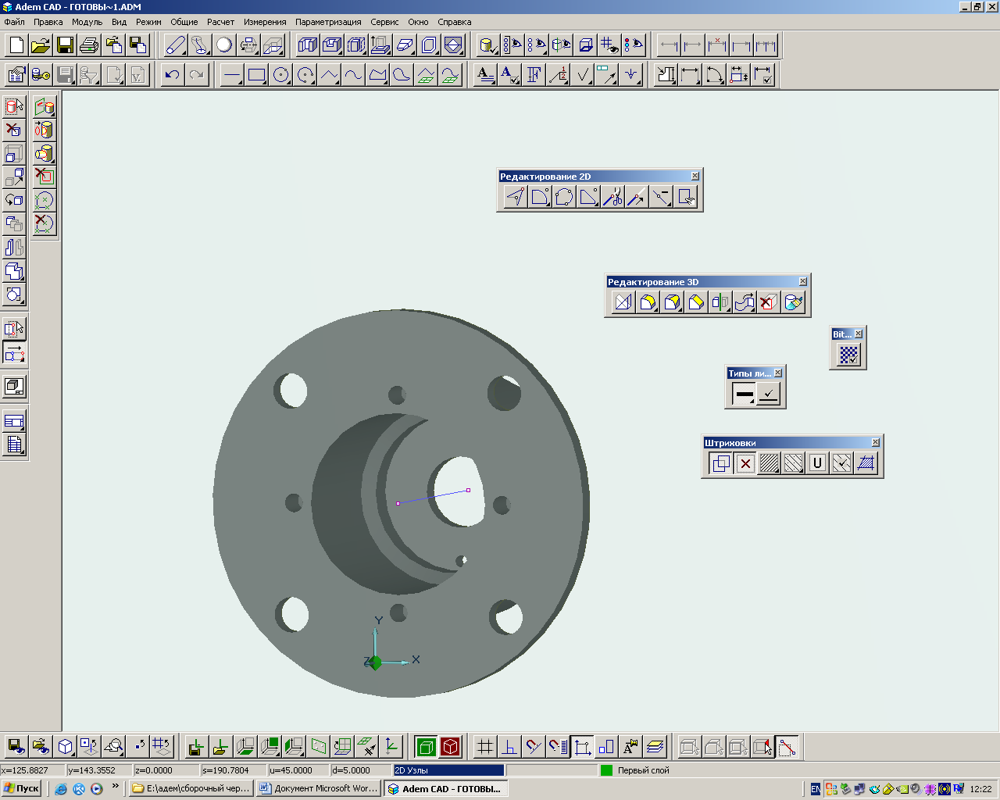 Adem CAD - ГОТОВЫ~1.ADM
Файл Правка Модуль Вид Режим Общие Расчет Измерения Параметризация Сервис Окно Справка
Редактирование 2D
Редактирование 3D
Bit...
Типы ли...
Штриховки
U
Y
X
Z
x=125.8827 y=143.3552 z=0.0000 s=190.7804 u=45.0000 d=5.0000 2D Узлы Первый слой
Пуск » E:\адем\сборочный чер... Документ Microsoft Wor... Adem CAD - ГОТОВЫ... EN 12:22